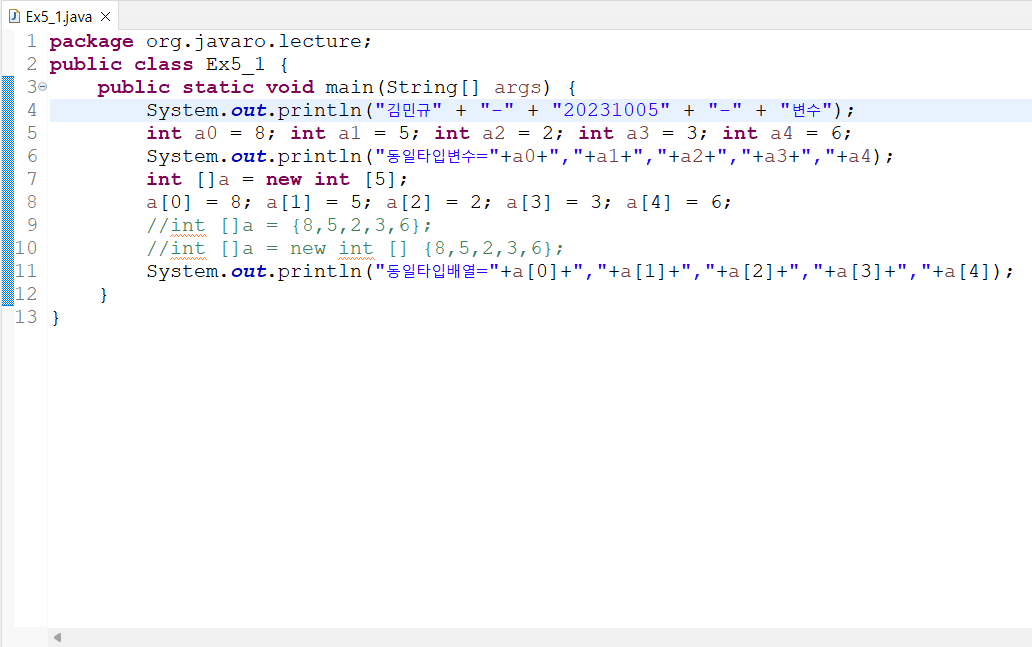 Ex5_1.java
1 package org.javaro.lecture;
2 public class Ex5_1 {
3 public static void main(String[] args) {
4 System.out.println("김민규" + "-" + "20231005" + "-" + "변수");
5 int a0 = 8; int a1 = 5; int a2 = 2; int a3 = 3; int a4 = 6;
6 System.out.println("동일타입변수="+a0+","+a1+","+a2+","+a3+","+a4);
7 int []a = new int [5];
8 a[0] = 8; a[1] = 5; a[2] = 2; a[3] = 3; a[4] = 6;
9 //int []a = {8,5,2,3,6};
10 //int []a = new int [] {8,5,2,3,6};
11 System.out.println("동일타입배열="+a[0]+","+a[1]+","+a[2]+","+a[3]+","+a[4]);
12 }
13 }